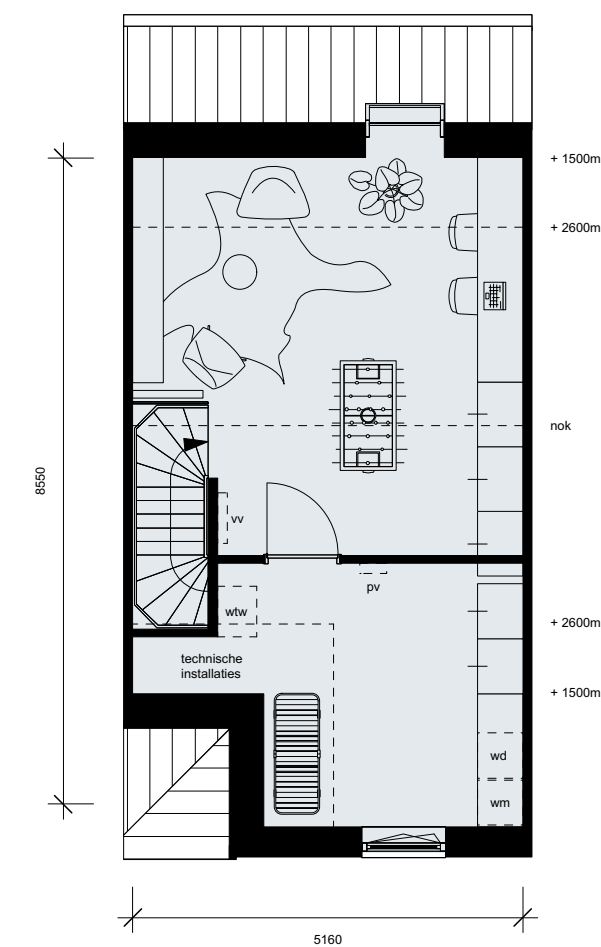 + 1500m
+ 2600m
nok
8550
vv
pv
wtw
+ 2600m
technische
installaties
+ 1500m
wd
wm
5160